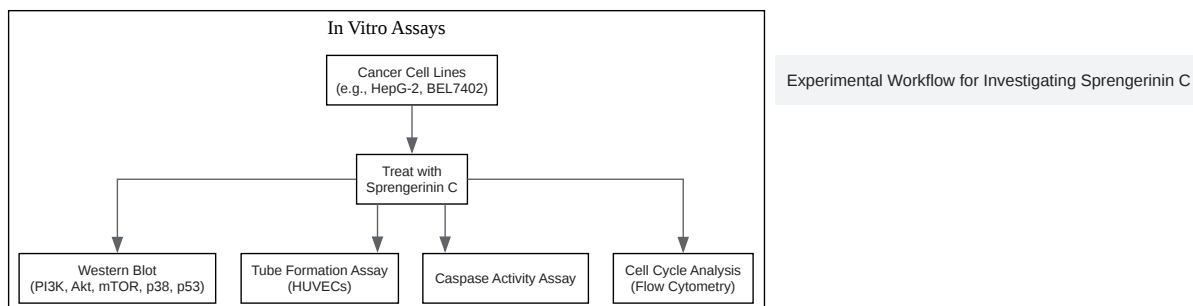 In Vitro Assays
Cancer Cell Lines
(e.g., HepG-2, BEL7402)
Experimental Workflow for Investigating Sprengerinin C
Treat with
Sprengerinin C
Western Blot
(PI3K, Akt, mTOR, p38, p53)
Tube Formation Assay
(HUVECs)
Caspase Activity Assay
Cell Cycle Analysis
(Flow Cytometry)